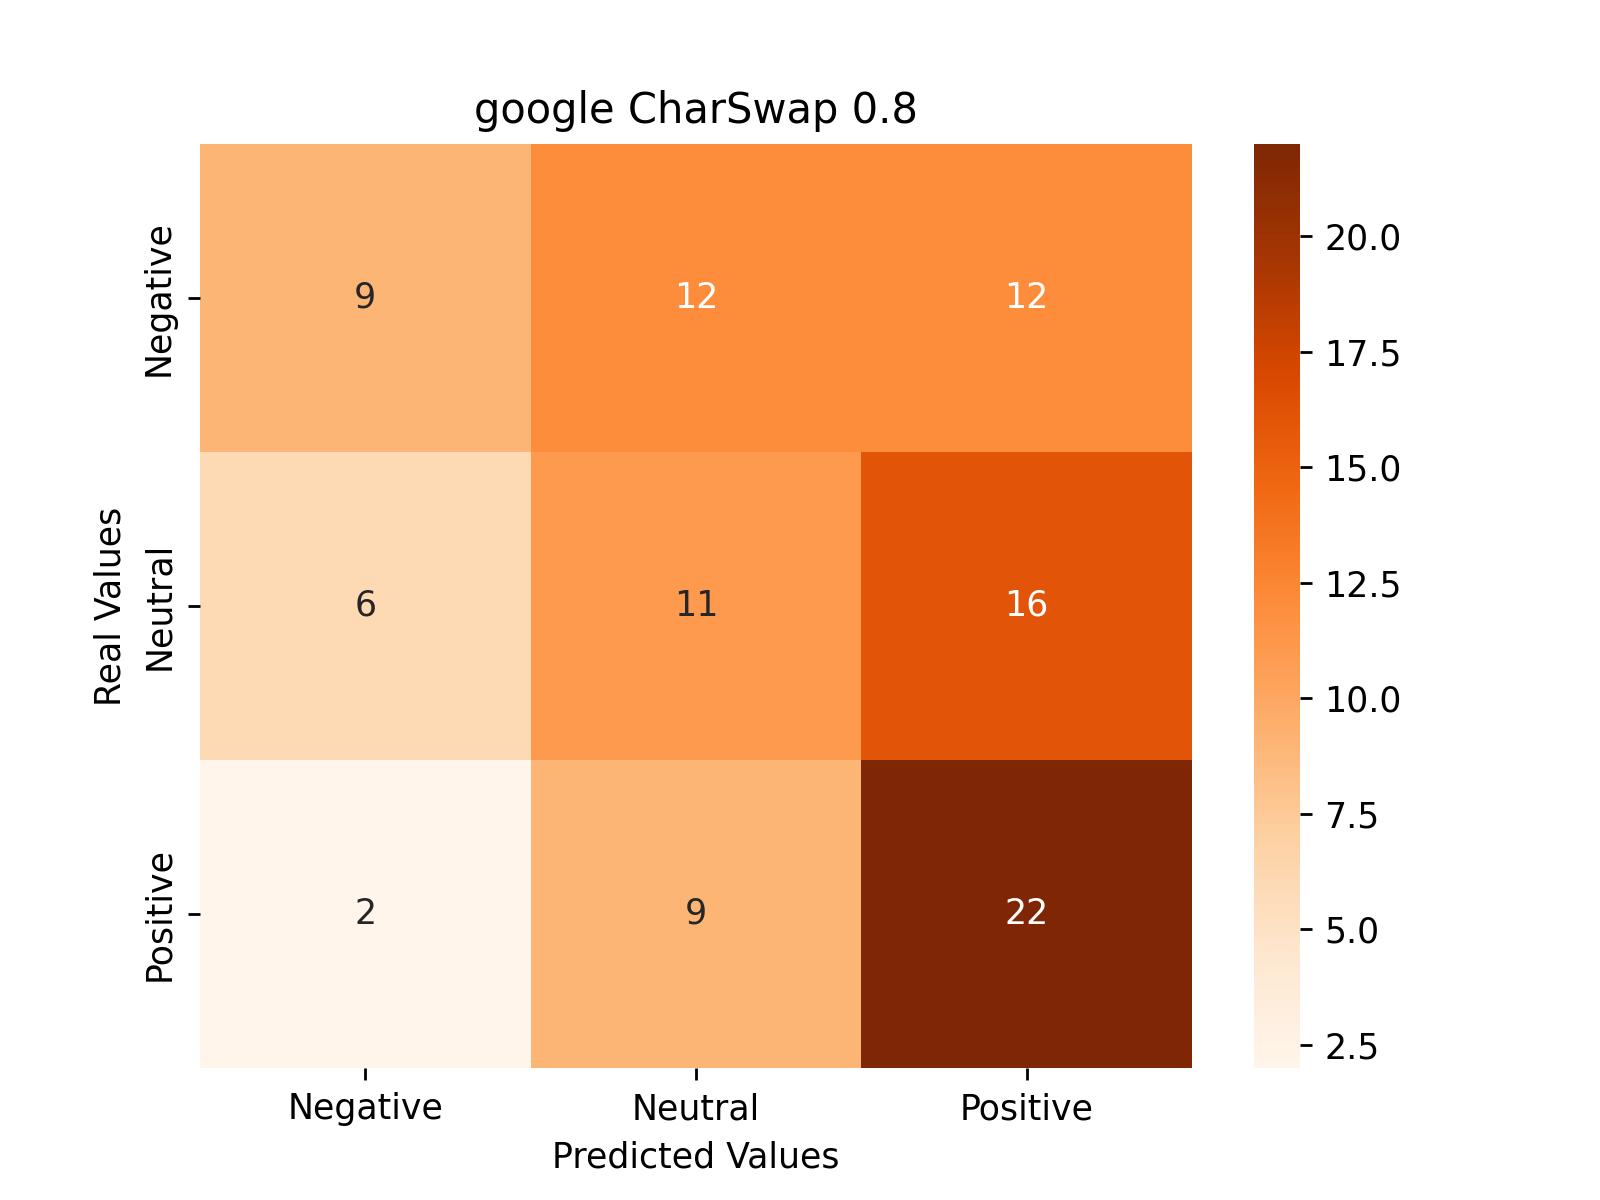 google CharSwap 0.8
Real Values
Negative
9
12
12
Neutral
6
11
16
Positive
2
9
22
Negative
Neutral
Positive
Predicted Values
20.0
17.5
15.0
12.5
10.0
7.5
5.0
2.5